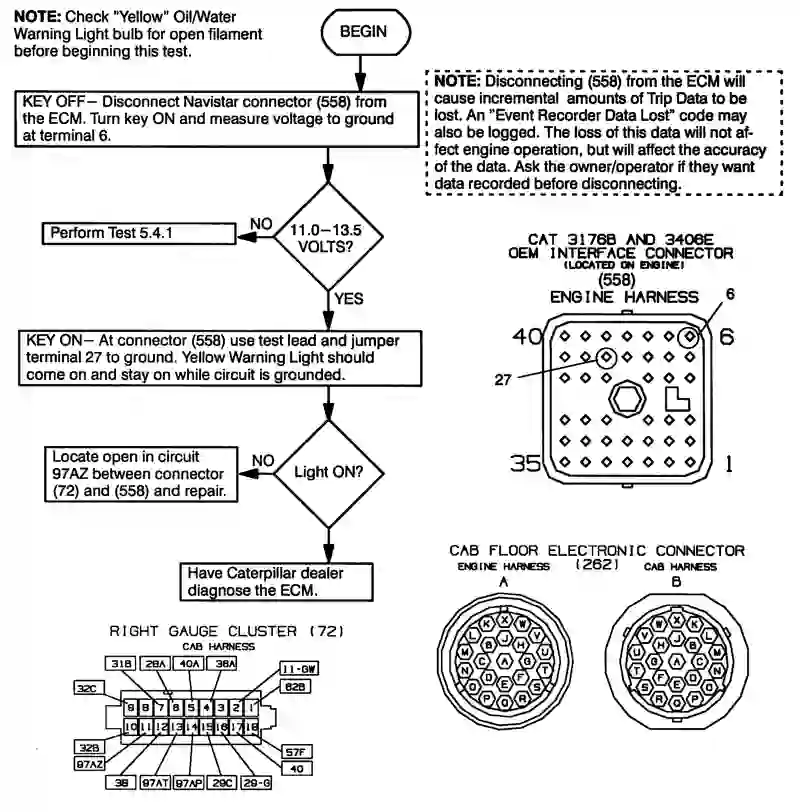 NOTE: Check "Yellow" Oil/Water
Warning Light bulb for open filament
before beginning this test.
BEGIN
KEY OFF– Disconnect Navistar connector (558) from
the ECM. Turn key ON and measure voltage to ground
at terminal 6.
NOTE: Disconnecting (558) from the ECM will
cause incremental amounts of Trip Data to be
lost. An "Event Recorder Data Lost" code may
also be logged. The loss of this data will not af-
fect engine operation, but will affect the accuracy
of the data. Ask the owner/operator if they want
data recorded before disconnecting.
11.0–13.5
VOLTS?
NO
Perform Test 5.4.1
YES
KEY ON– At connector (558) use test lead and jumper
terminal 27 to ground. Yellow Warning Light should
come on and stay on while circuit is grounded.
Light ON?
NO
Locate open in circuit
97AZ between connector
(72) and (558) and repair.
Have Caterpillar dealer
diagnose the ECM.
CAT 3176B AND 3406E
OEM INTERFACE CONNECTOR
(LOCATED ON ENGINE)
(558)
ENGINE HARNESS
6
40
6
27
35
1
CAB FLOOR ELECTRONIC CONNECTOR
ENGINE HARNESS
(262)
CAB HARNESS
A
B
K X W
L B J H V
M C A G U
N D E F T
P Q R S
W X K
V H J B L
U G A C M
T F E D N
S R Q P
RIGHT GAUGE CLUSTER (72)
CAB HARNESS
31B
28A
40A
38A
11-GW
82B
32C
9 8 7 6 5 4 3 2 1
10 11 12 13 14 15 16 17 18
32B
97AZ
38
97AT
97AP
29C
29-G
40
57F